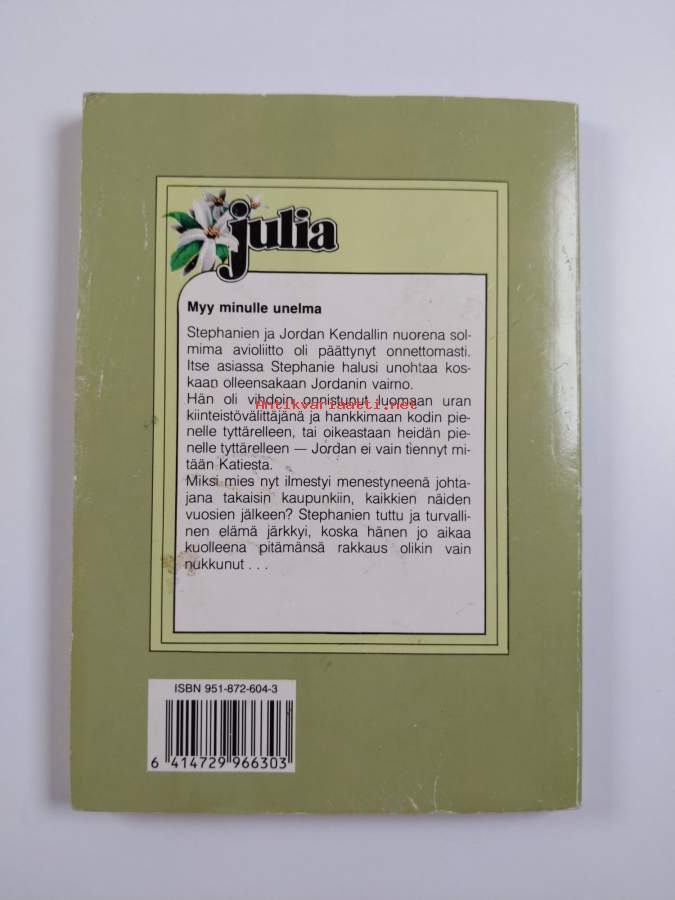 julia
Myy minulle unelma
Stephanien ja Jordan Kendallin nuorena sol-
mima avioliitto oli päättynyt onnettomasti.
Itse asiassa Stephanie halusi unohtaa kos-
kaan olleensakaan Jordanin vaimo.
Hän oli vihdoin onnistunut luomaan uran
Antikvariaatti.net
kiinteistövälittäjänä ja hankkimaan kodin pie-
nelle tyttärelleen, tai oikeastaan heidän pie-
nelle tyttärelleen — Jordan ei vain tiennyt mi-
tään Katiesta.
Miksi mies nyt ilmestyi menestyneenä johta-
jana takaisin kaupunkiin, kaikkien näiden
vuosien jälkeen? Stephanien tuttu ja turvalli-
nen elämä järkkyi, koska hänen jo aikaa
kuolleena pitämänsä rakkaus olikin vain
nukkunut . . .
ISBN 951-872-604-3
6 414729 966303